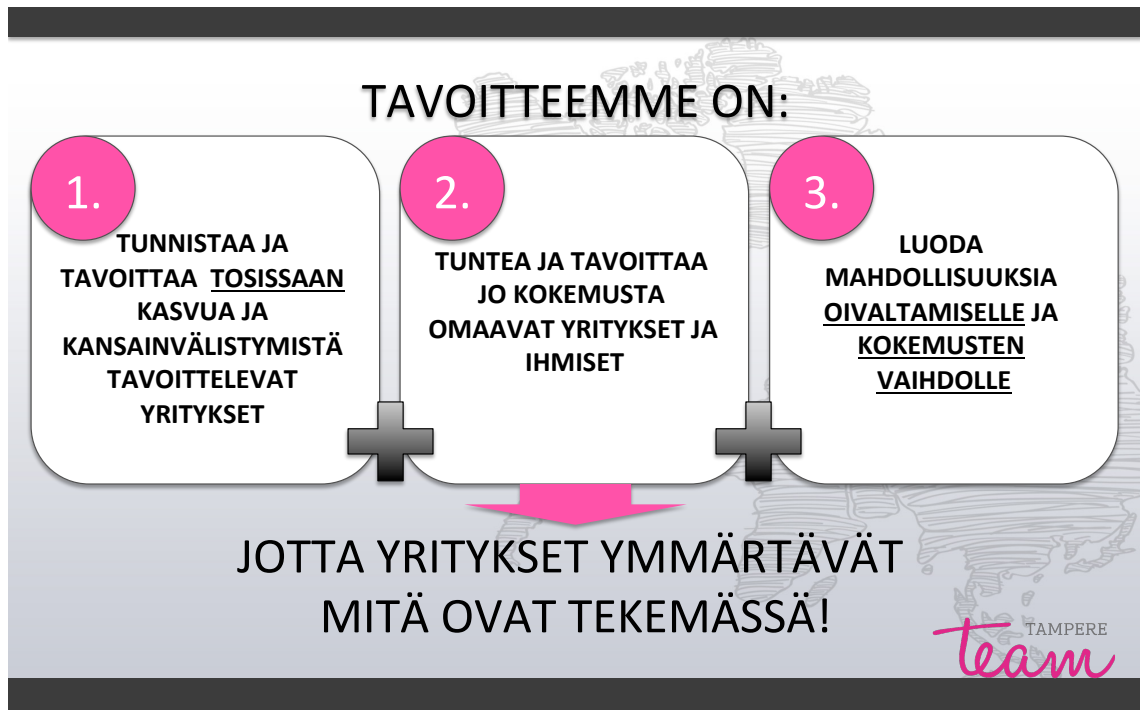 TAVOITTEEMME ON:
1.
TUNNISTAA JA
TAVOITTAA TOSISSAAN
KASVUA JA
KANSAINVÄLISTYMISTÄ
TAVOITTELEVAT
YRITYKSET
2.
TUNTEA JA TAVOITTAA
JO KOKEMUSTA
OMAAVAT YRITYKSET JA
IHMISET
3.
LUODA
MAHDOLLISUUKSIA
OIVALTAMISELLE JA
KOKEMUSTEN
VAIHDOLLE
JOTTA YRITYKSET YMMÄRTÄVÄT
MITÄ OVAT TEKEMÄSSÄ!
TAMPERE
team